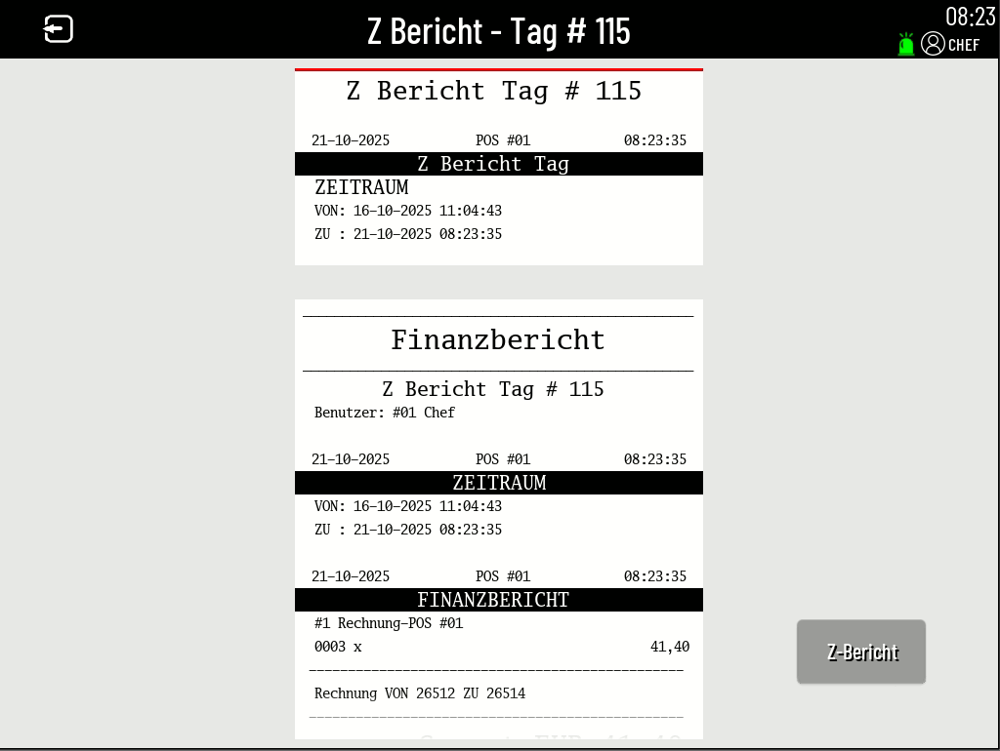 Z Bericht - Tag # 115
08:23
CHEF
Z Bericht Tag # 115
21-10-2025 POS #01 08:23:35
Z Bericht Tag
ZEITRAUM
VON: 16-10-2025 11:04:43
ZU : 21-10-2025 08:23:35
Finanzbericht
Z Bericht Tag # 115
Benutzer: #01 Chef
21-10-2025 POS #01 08:23:35
ZEITRAUM
VON: 16-10-2025 11:04:43
ZU : 21-10-2025 08:23:35
21-10-2025 POS #01 08:23:35
FINANZBERICHT
#1 Rechnung-POS #01
0003 x 41,40
Rechnung VON 26512 ZU 26514
Z-Bericht